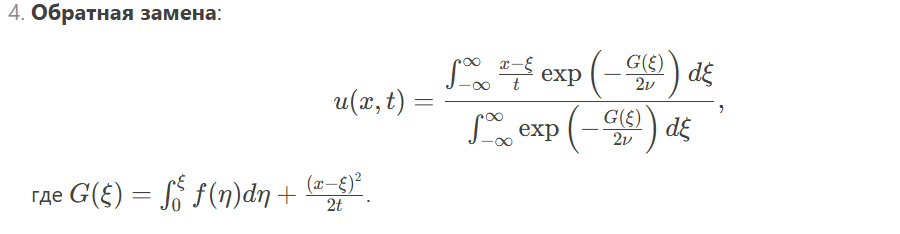 4. Обратная замена:
u(x, t) = \frac{\int_{-\infty}^{\infty} \frac{x-\xi}{t} \exp\left(-\frac{G(\xi)}{2\nu}\right) d\xi}{\int_{-\infty}^{\infty} \exp\left(-\frac{G(\xi)}{2\nu}\right) d\xi},
где G(\xi) = \int_0^{\xi} f(\eta)d\eta + \frac{(x-\xi)^2}{2t}.